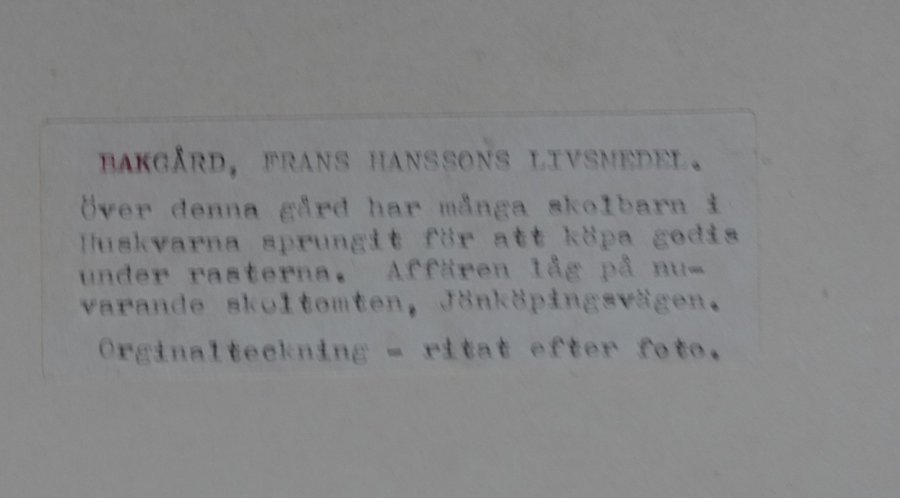 BAKGÅRD, FRANS HANSSONS LIVSMEDEL.
Över denna gård har många skolbarn i
Huskvarna sprungit för att köpa godis
under rasterna. Affären låg på nu-
varande skoltomten, Jönköpingsvägen.
Orginalteckning - ritat efter foto.